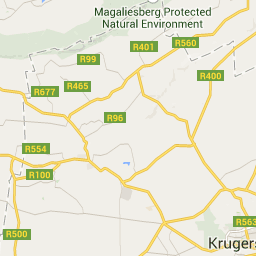 Magaliesberg Protected
Natural Environment
R560
R401
R99
R400
R465
R677
R96
R554
R100
R563
R500
Krugers